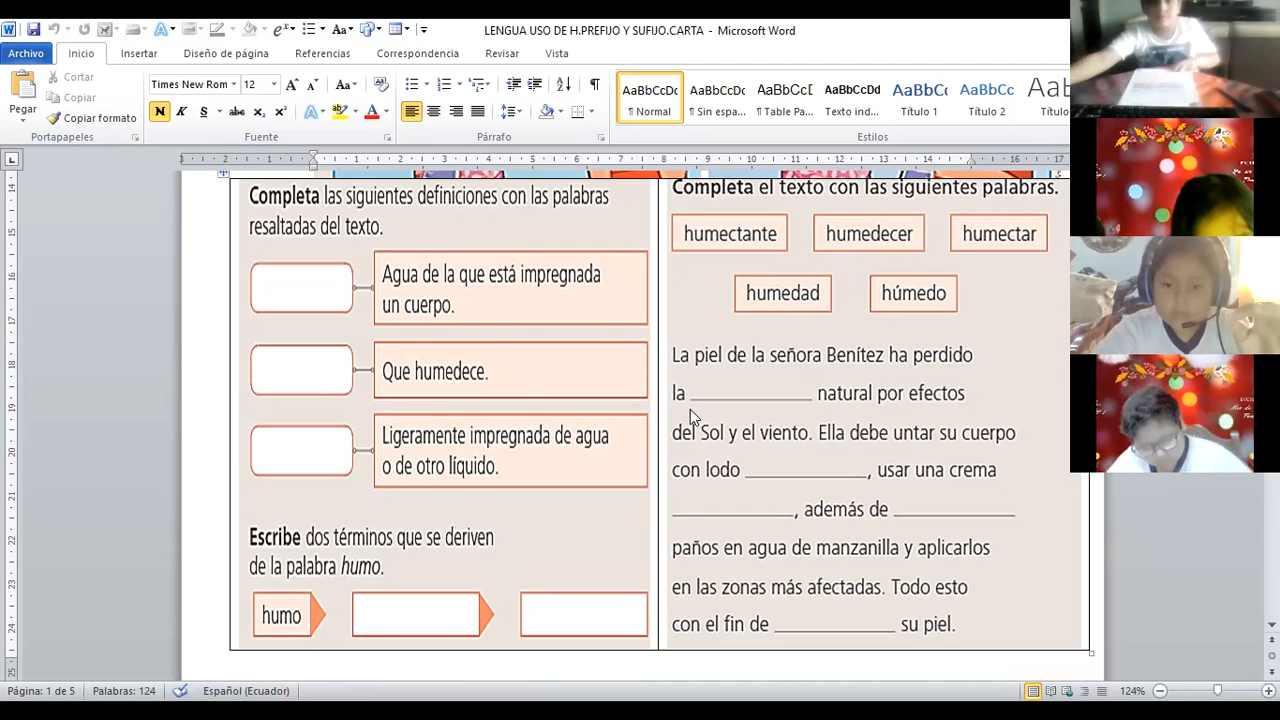 LENGUA USO DE H.PREFIJO Y SUFIJO.CARTA - Microsoft Word
Archivo Inicio Insertar Diseño de página Referencias Correspondencia Revisar Vista
Pegar
Cortar
Copiar
Copiar formato
Portapapeles
Times New Rom 12
Fuente
Párrafo
AaBbCcDc ¶ Normal
AaBbCcDc ¶ Sin espa...
AaBbCcD ¶ Table Pa...
AaBbCcDd Texto ind...
AaBbCc Título 1
AaBbCc Título 2
Estilos
Completa las siguientes definiciones con las palabras
resaltadas del texto.
Agua de la que está impregnada
un cuerpo.
Que humedece.
Ligeramente impregnada de agua
o de otro líquido.
Escribe dos términos que se deriven
de la palabra humo.
humo
Completa el texto con las siguientes palabras.
humectante humedecer humectar
humedad húmedo
La piel de la señora Benítez ha perdido
la ____________ natural por efectos
del Sol y el viento. Ella debe untar su cuerpo
con lodo ____________, usar una crema
____________, además de ____________
paños en agua de manzanilla y aplicarlos
en las zonas más afectadas. Todo esto
con el fin de ____________ su piel.
Página: 1 de 5 Palabras: 124 Español (Ecuador) 124%